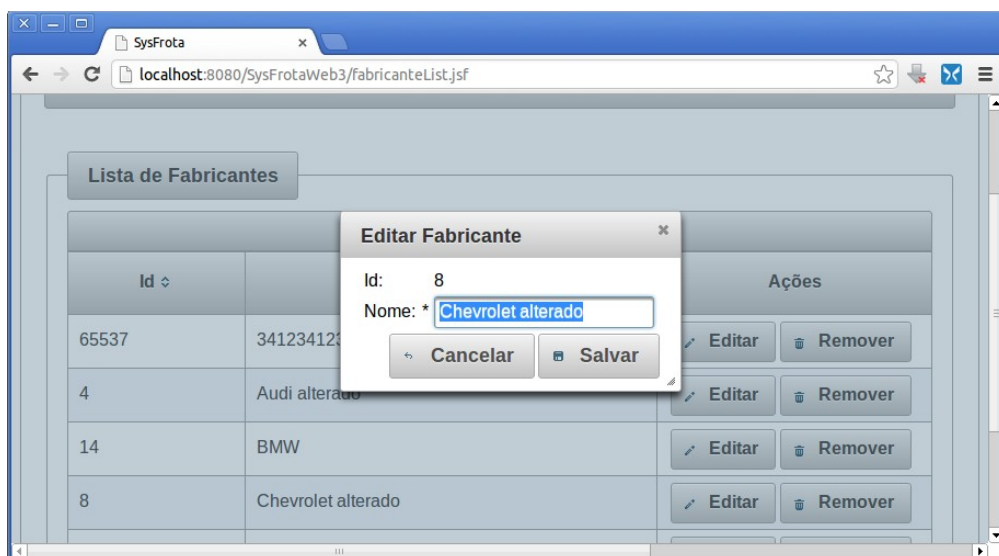 SysFrota
localhost:8080/SysFrotaWeb3/fabricanteList.jsf
Lista de Fabricantes
Editar Fabricante
Id: 8
Nome: * Chevrolet alterado
Cancelar Salvar
Id Ações
65537 34123412 Editar Remover
4 Audi alterado Editar Remover
14 BMW Editar Remover
8 Chevrolet alterado Editar Remover